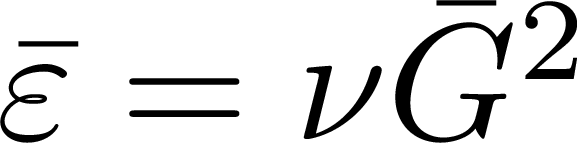 ε̄ = νḠ²